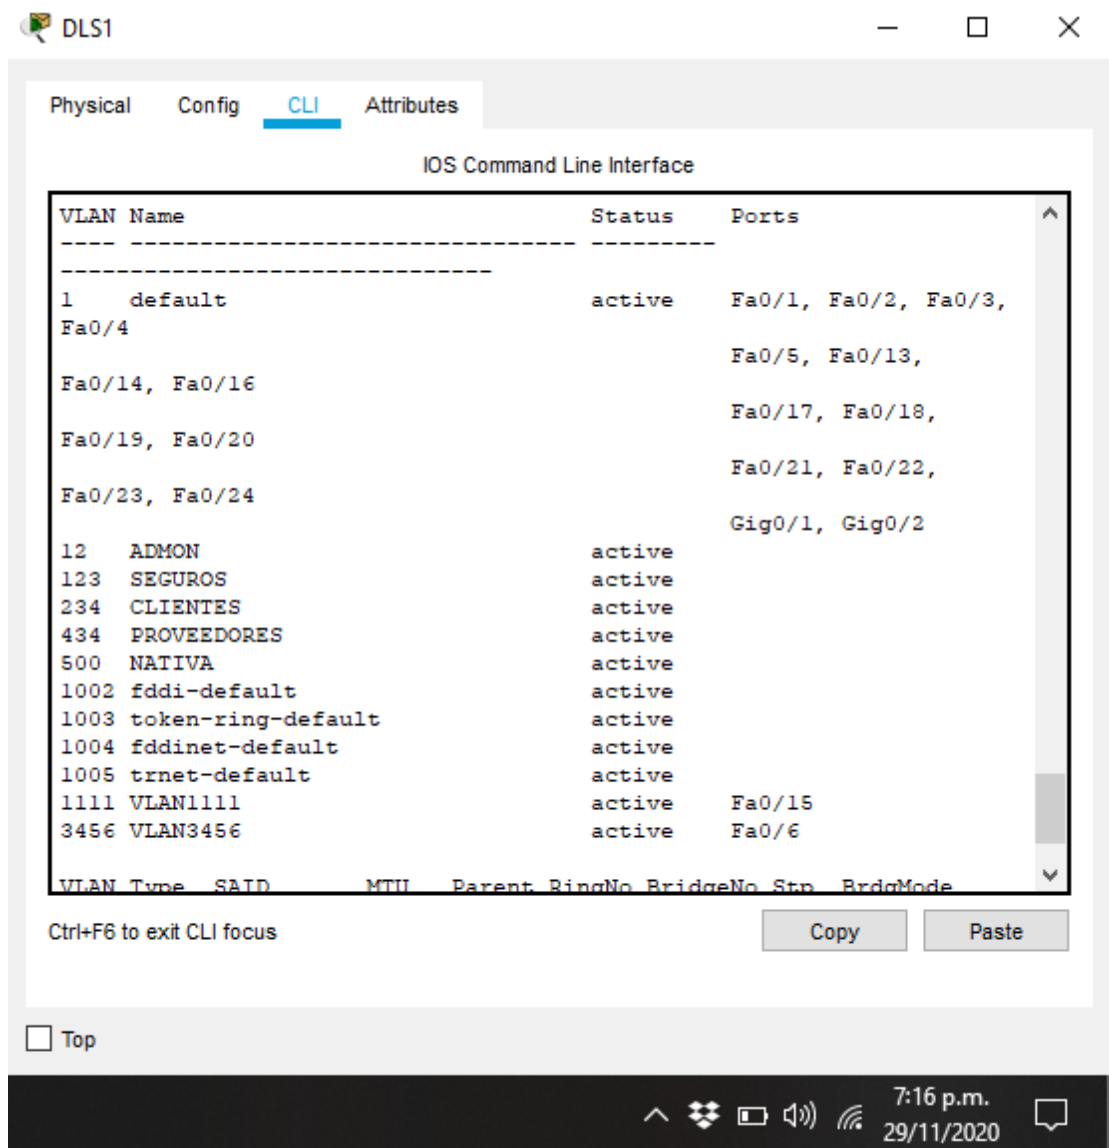 DLS1
Physical Config CLI Attributes
IOS Command Line Interface
VLAN Name                             Status    Ports
---- -------------------------------- ---------
-------------------------------
1    default                          active    Fa0/1, Fa0/2, Fa0/3,
Fa0/4
                                                Fa0/5, Fa0/13,
Fa0/14, Fa0/16
                                                Fa0/17, Fa0/18,
Fa0/19, Fa0/20
                                                Fa0/21, Fa0/22,
Fa0/23, Fa0/24
                                                Gig0/1, Gig0/2
12   ADMON                            active
123  SEGUROS                          active
234  CLIENTES                         active
434  PROVEEDORES                      active
500  NATIVA                           active
1002 fddi-default                     active
1003 token-ring-default               active
1004 fddinet-default                  active
1005 trnet-default                    active
1111 VLAN1111                         active    Fa0/15
3456 VLAN3456                         active    Fa0/6
VLAN Type  SAID       MTU   Parent RingNo BridgeNo Stp  BrdgMode
Ctrl+F6 to exit CLI focus
Copy Paste
Top
7:16 p.m.
29/11/2020